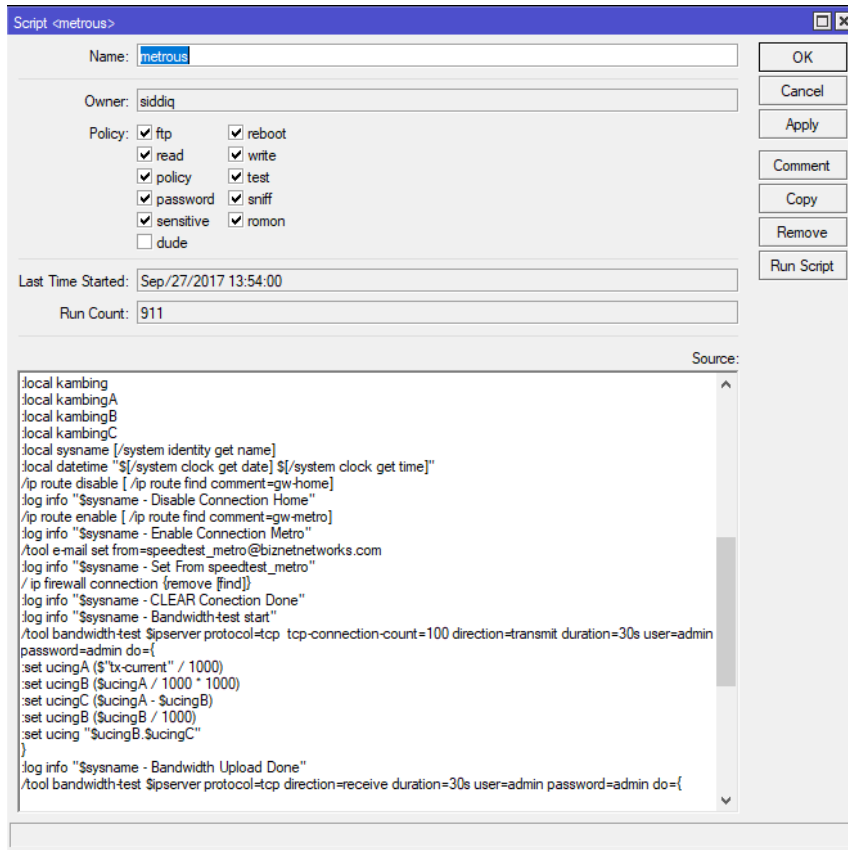 Script <metrous>
Name: metrous
OK
Owner: siddiq
Cancel
Policy: ftp reboot
Apply
read write
policy test
Comment
password sniff
Copy
sensitive romon
Remove
dude
Run Script
Last Time Started: Sep/27/2017 13:54:00
Run Count: 911
Source:
:local kambing
:local kambingA
:local kambingB
:local kambingC
:local sysname [/system identity get name]
:local datetime "$[/system clock get date] $[/system clock get time]"
/ip route disable [ /ip route find comment=gw-home]
:log info "$sysname - Disable Connection Home"
/ip route enable [ /ip route find comment=gw-metro]
:log info "$sysname - Enable Connection Metro"
/tool e-mail set from=speedtest_metro@biznetnetworks.com
:log info "$sysname - Set From speedtest_metro"
/ ip firewall connection {remove [find]}
:log info "$sysname - CLEAR Conection Done"
:log info "$sysname - Bandwidth-test start"
/tool bandwidth-test $ipserver protocol=tcp  tcp-connection-count=100 direction=transmit duration=30s user=admin
password=admin do={
:set ucingA ($"tx-current" / 1000)
:set ucingB ($ucingA / 1000 * 1000)
:set ucingC ($ucingA - $ucingB)
:set ucingB ($ucingB / 1000)
:set ucing "$ucingB.$ucingC"
}
:log info "$sysname - Bandwidth Upload Done"
/tool bandwidth-test $ipserver protocol=tcp direction=receive duration=30s user=admin password=admin do={